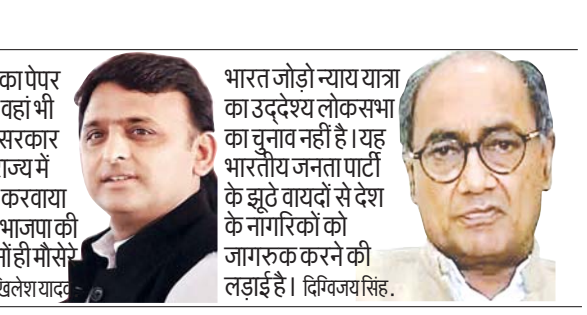 का पेपर
वहां भी
सरकार
राज्य में
करवाया
भाजपा की
ही मौसेरे
खिलेश यादव
भारत जोड़ो न्याय यात्रा
का उद्देश्य लोकसभा
का चुनाव नहीं है। यह
भारतीय जनता पार्टी
के झूठे वायदों से देश
के नागरिकों को
जागरुक करने की
लड़ाई है। दिग्विजय सिंह.